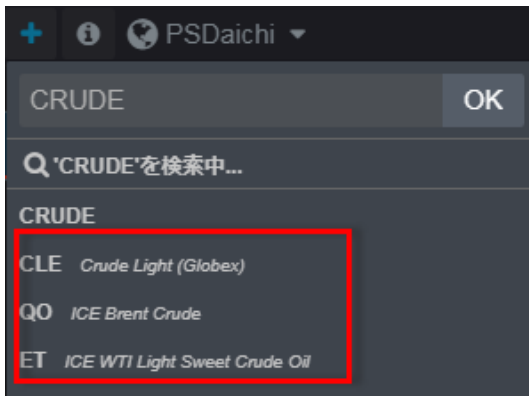 PSDaichi
CRUDE
OK
'CRUDE'を検索中...
CRUDE
CLE Crude Light (Globex)
QO ICE Brent Crude
ET ICE WTI Light Sweet Crude Oil